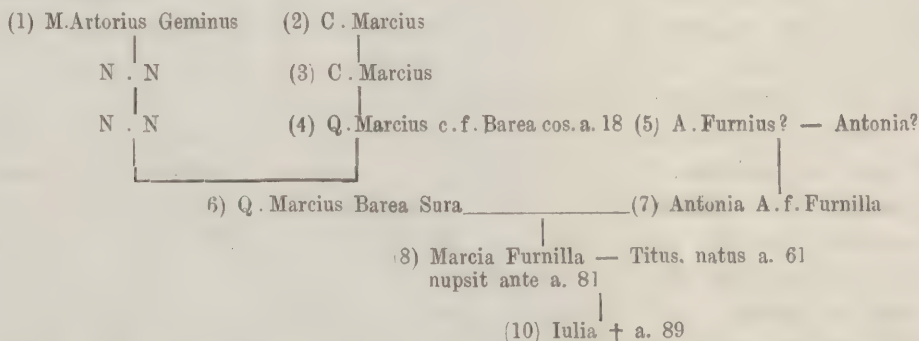 (1) M.Artorius Geminus (2) C. Marcius
N . N (3) C. Marcius
N . N (4) Q. Marcius c. f. Barea cos. a. 18 (5) A. Furnius? — Antonia?
6) Q. Marcius Barea Sura (7) Antonia A. f. Furnilla
8) Marcia Furnilla — Titus. natus a. 61
nupsit ante a. 81
(10) Iulia + a. 89